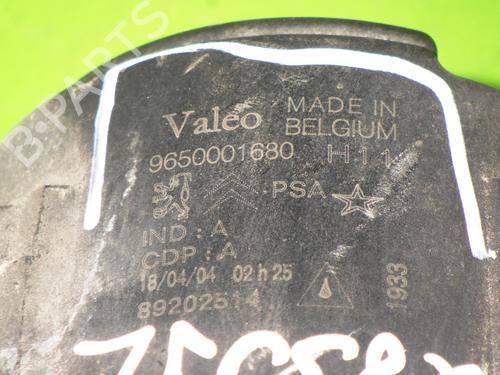 Valeo MADE IN BELGIUM
9650001680 H11
PSA
IND : A
CDP : A
18/04/04 02 h 25
89202514
1933
B-PARTS